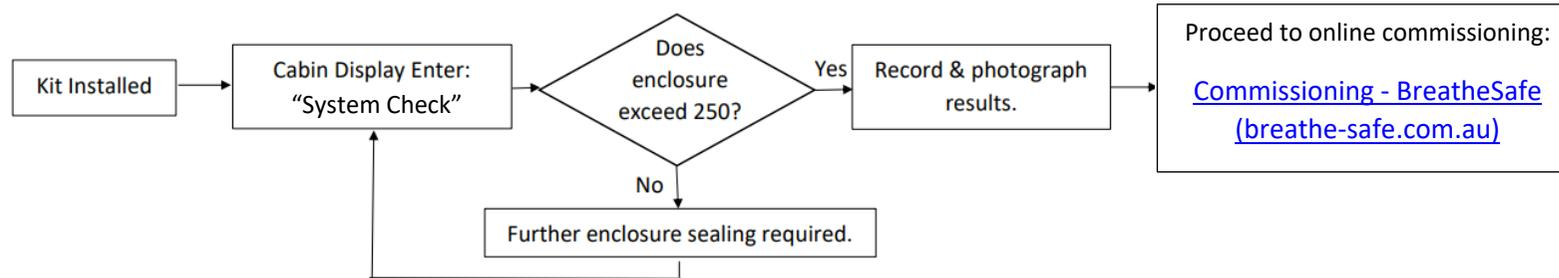 Kit Installed
Cabin Display Enter:
“System Check”
Does
enclosure
exceed 250?
Yes
Record & photograph
results.
Proceed to online commissioning:
Commissioning - BreatheSafe
(breathe-safe.com.au)
No
Further enclosure sealing required.